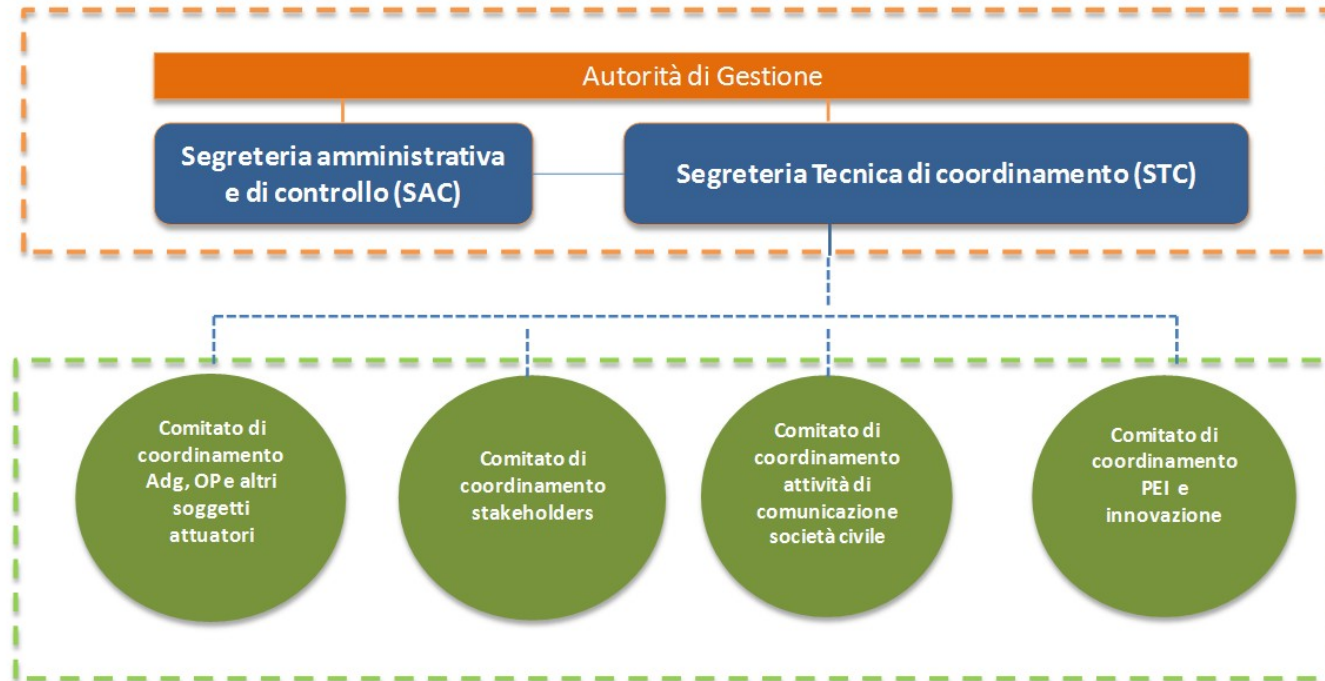 Autorità di Gestione
Segreteria amministrativa
e di controllo (SAC)
Segreteria Tecnica di coordinamento (STC)
Comitato di
coordinamento
Adg, OP e altri
soggetti
attuatori
Comitato di
coordinamento
stakeholders
Comitato di
coordinamento
attività di
comunicazione
società civile
Comitato di
coordinamento
PEI e
innovazione